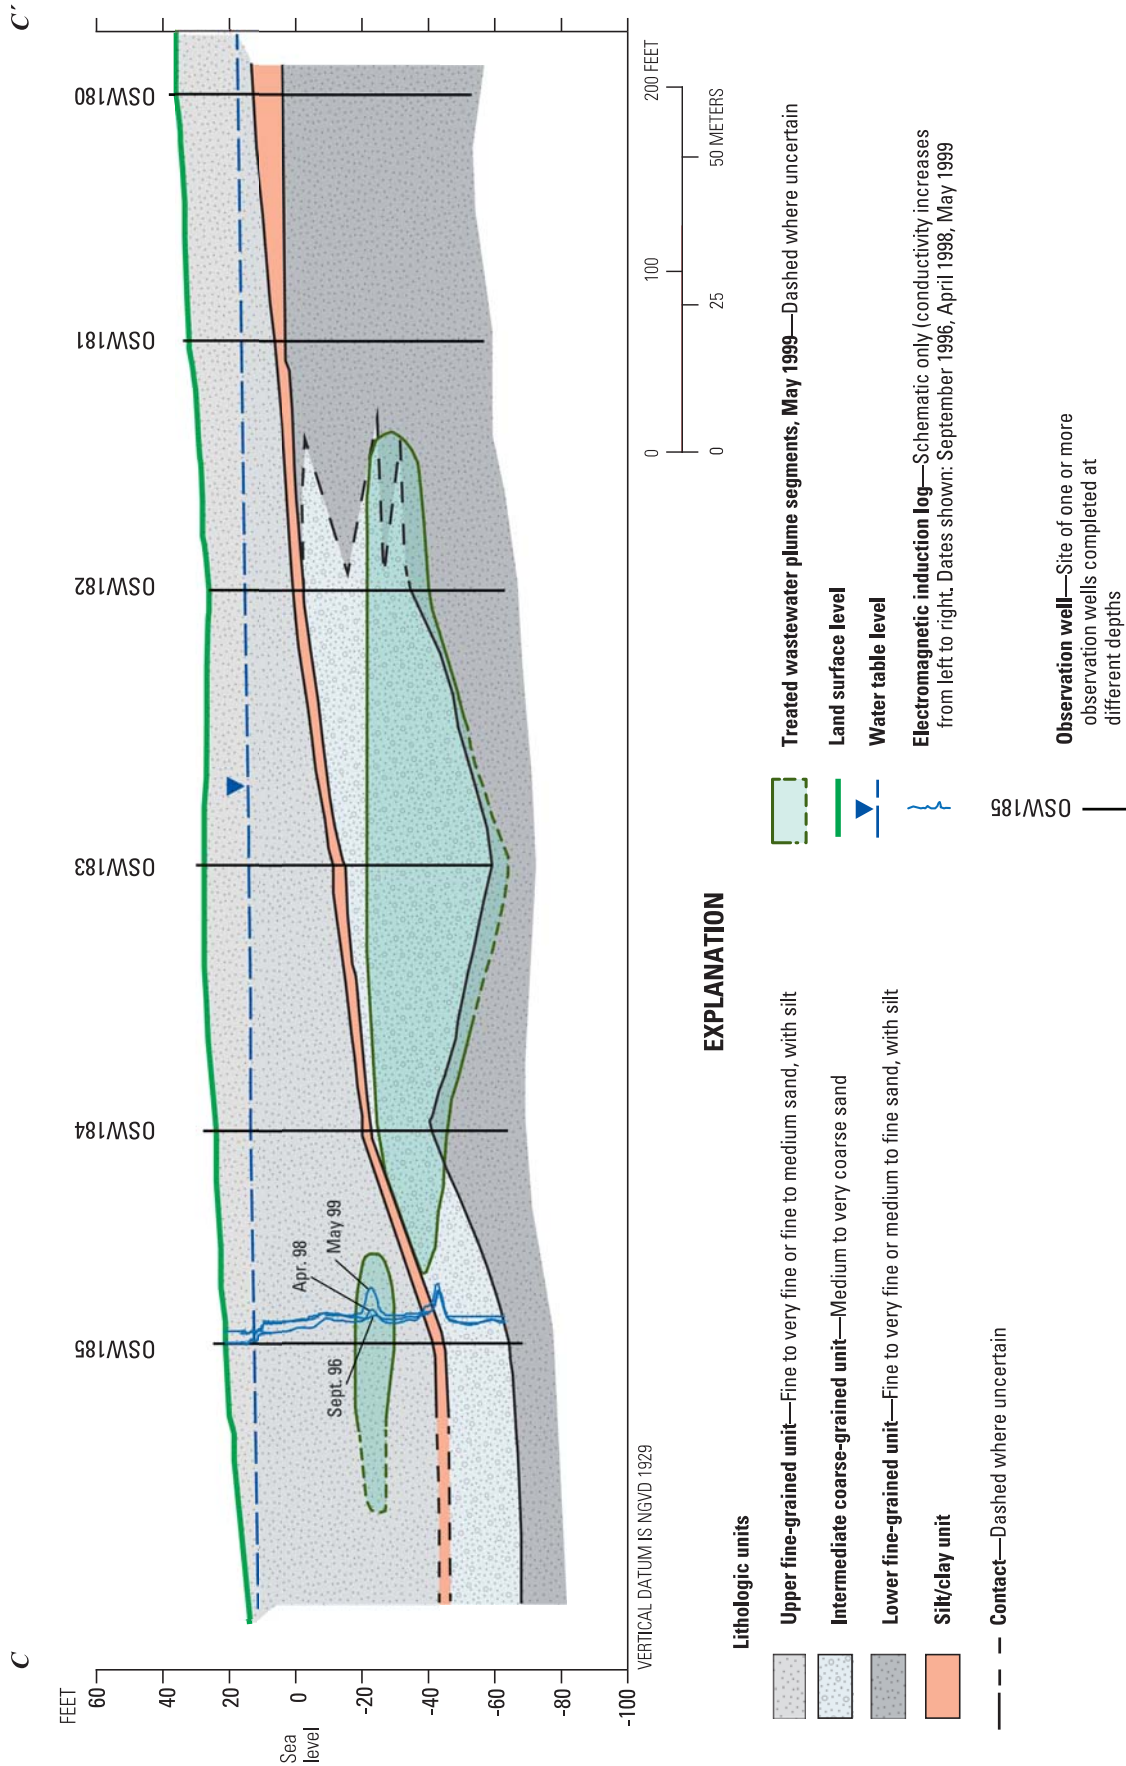 C
C′
FEET
60
40
20
0
-20
-40
-60
-80
-100
Sea
level
OSW185
OSW184
OSW183
OSW182
OSW181
OSW180
Sept. 96
Apr. 98
May 99
VERTICAL DATUM IS NGVD 1929
0
100
200 FEET
0
25
50 METERS
EXPLANATION
Lithologic units
Upper fine-grained unit—Fine to very fine or fine to medium sand, with silt
Intermediate coarse-grained unit—Medium to very coarse sand
Lower fine-grained unit—Fine to very fine or medium to fine sand, with silt
Silt/clay unit
Contact—Dashed where uncertain
Treated wastewater plume segments, May 1999—Dashed where uncertain
Land surface level
Water table level
Electromagnetic induction log—Schematic only (conductivity increases
from left to right. Dates shown: September 1996, April 1998, May 1999
OSW185
Observation well—Site of one or more
observation wells completed at
different depths